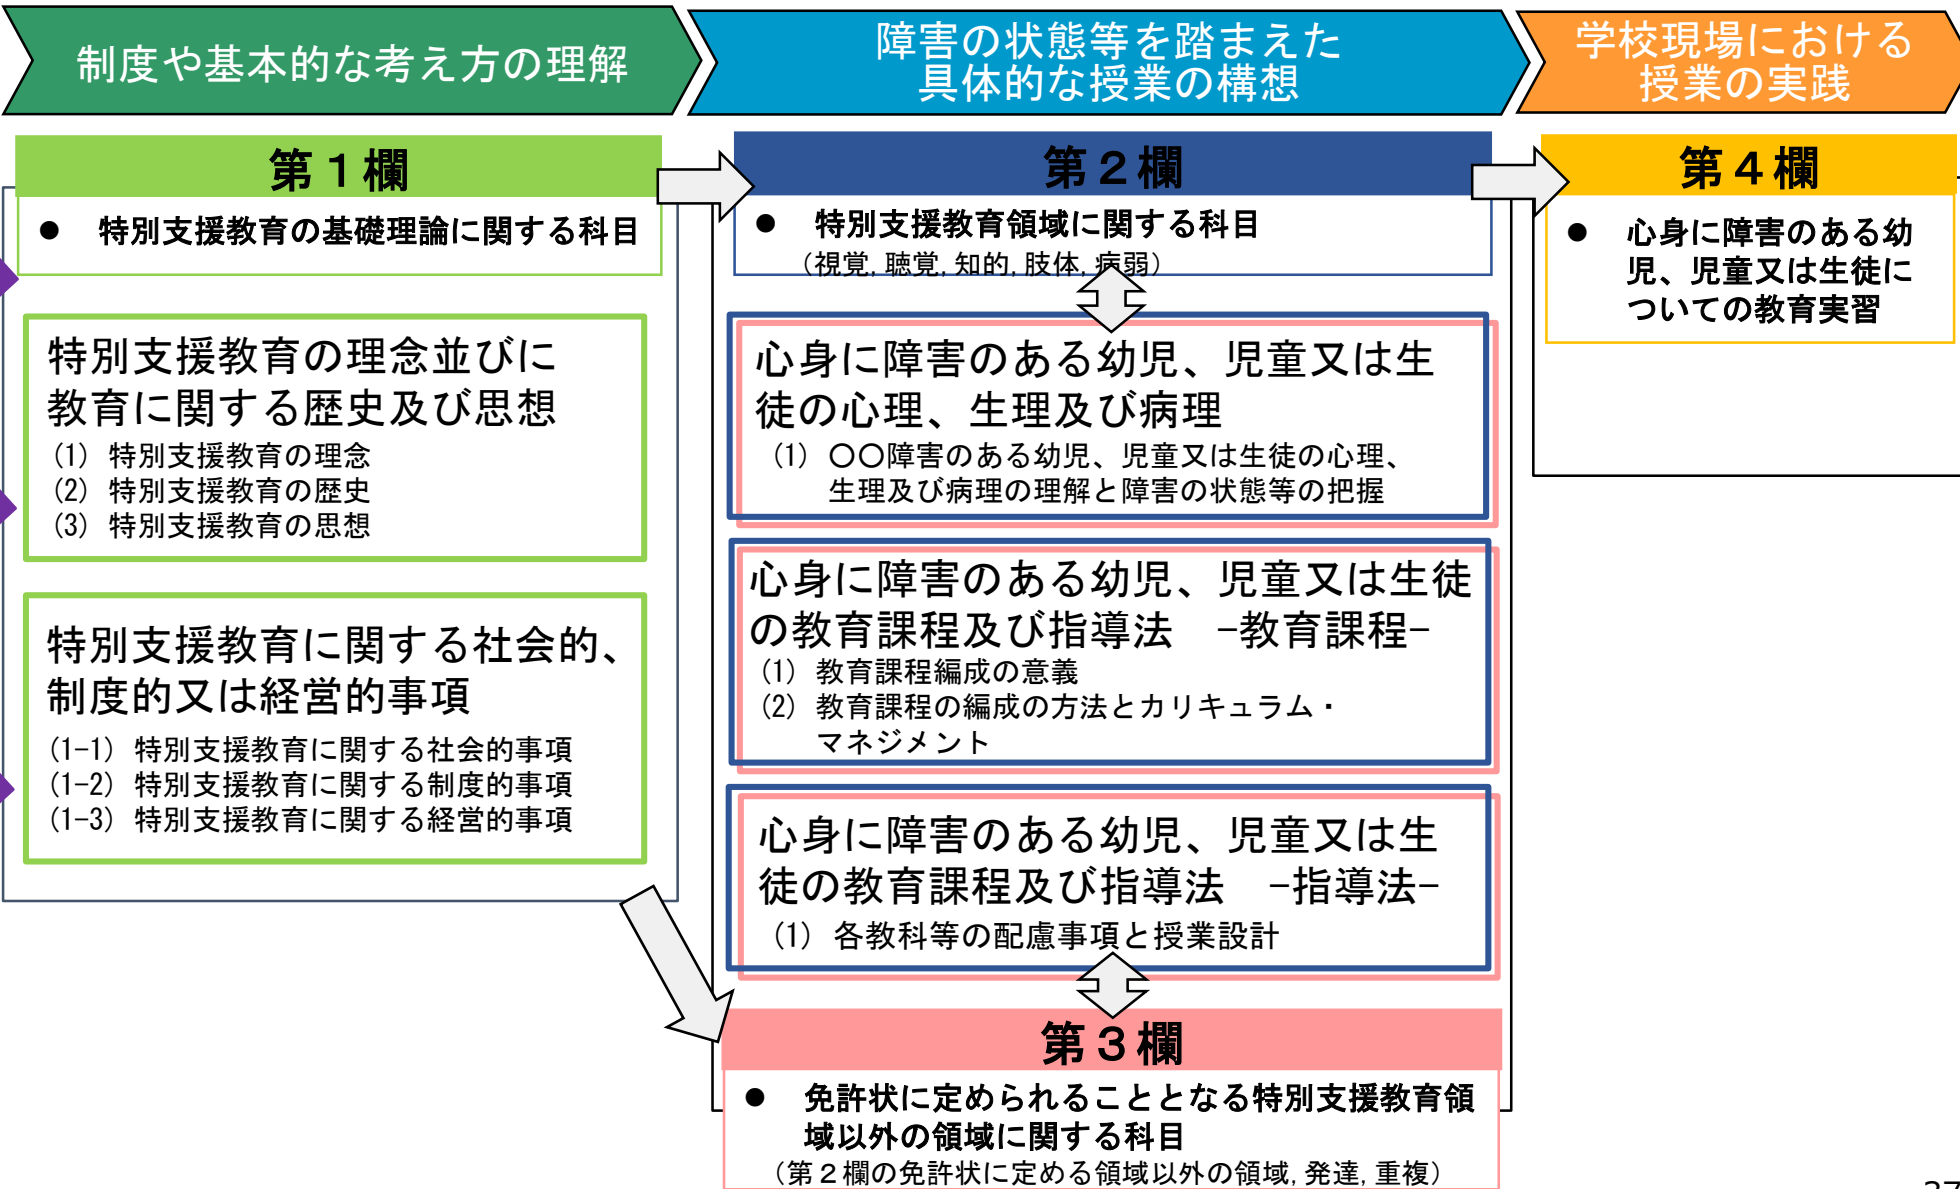 制度や基本的な考え方の理解
障害の状態等を踏まえた
具体的な授業の構想
学校現場における
授業の実践
第１欄
● 特別支援教育の基礎理論に関する科目
特別支援教育の理念並びに
教育に関する歴史及び思想
(1) 特別支援教育の理念
(2) 特別支援教育の歴史
(3) 特別支援教育の思想
特別支援教育に関する社会的、
制度的又は経営的事項
(1-1) 特別支援教育に関する社会的事項
(1-2) 特別支援教育に関する制度的事項
(1-3) 特別支援教育に関する経営的事項
第２欄
● 特別支援教育領域に関する科目
（視覚,聴覚,知的,肢体,病弱）
心身に障害のある幼児、児童又は生
徒の心理、生理及び病理
(1) 〇〇障害のある幼児、児童又は生徒の心理、
生理及び病理の理解と障害の状態等の把握
心身に障害のある幼児、児童又は生徒
の教育課程及び指導法　-教育課程-
(1) 教育課程編成の意義
(2) 教育課程の編成の方法とカリキュラム・
マネジメント
心身に障害のある幼児、児童又は生
徒の教育課程及び指導法　-指導法-
(1) 各教科等の配慮事項と授業設計
第３欄
● 免許状に定められることとなる特別支援教育領
域以外の領域に関する科目
（第２欄の免許状に定める領域以外の領域,発達,重複）
第４欄
● 心身に障害のある幼
児、児童又は生徒に
ついての教育実習